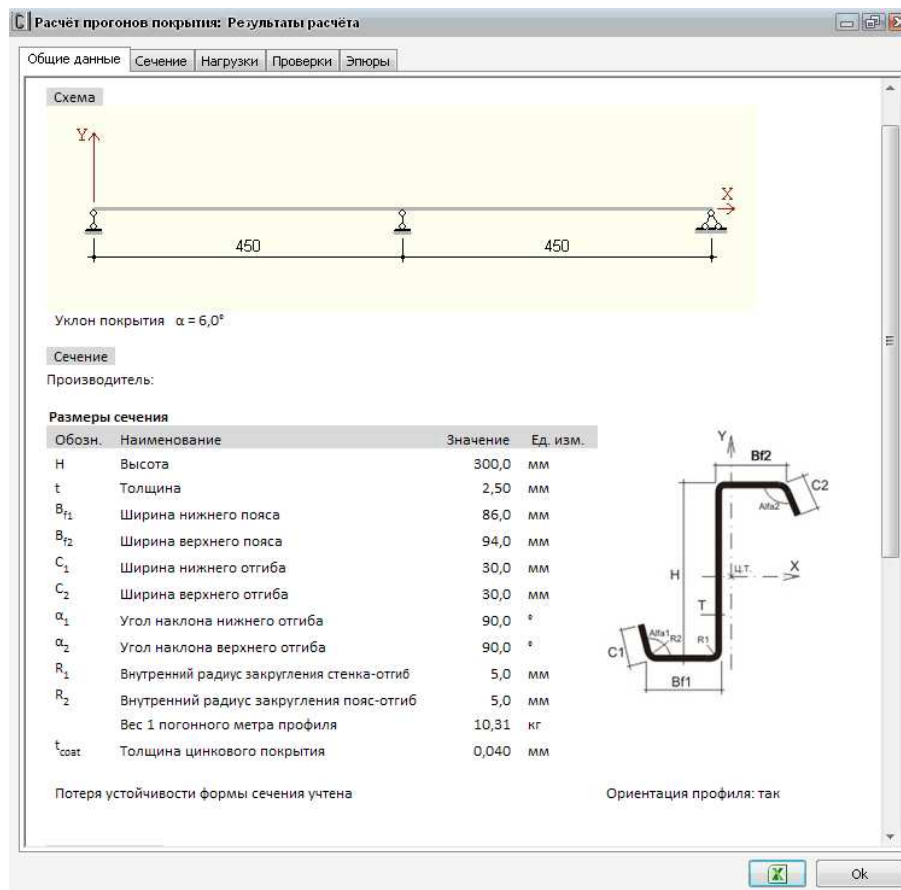 Расчёт прогонов покрытия: Результаты расчёта
Общие данные Сечение Нагрузки Проверки Эпюры
Схема
Y
X
450 450
Уклон покрытия α = 6,0°
Сечение
Производитель:
Размеры сечения
Обозн. Наименование Значение Ед. изм.
H Высота 300,0 мм
t Толщина 2,50 мм
Bf1 Ширина нижнего пояса 86,0 мм
Bf2 Ширина верхнего пояса 94,0 мм
C1 Ширина нижнего отгиба 30,0 мм
C2 Ширина верхнего отгиба 30,0 мм
α1 Угол наклона нижнего отгиба 90,0 °
α2 Угол наклона верхнего отгиба 90,0 °
R1 Внутренний радиус закругления стенка-отгиб 5,0 мм
R2 Внутренний радиус закругления пояс-отгиб 5,0 мм
Вес 1 погонного метра профиля 10,31 кг
tcoat Толщина цинкового покрытия 0,040 мм
Y
Bf2
C2
Alfa2
H
ц.т.
X
T
Alfa1
R2
R1
C1
Bf1
Потеря устойчивости формы сечения учтена Ориентация профиля: так
Ok